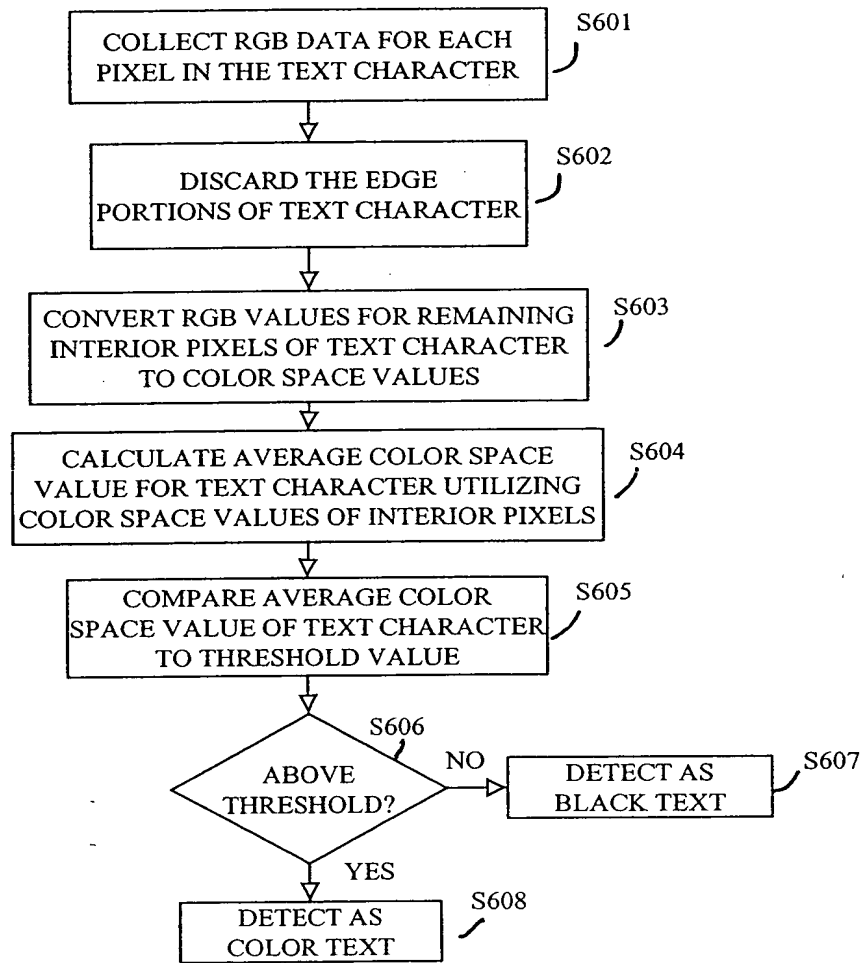 COLLECT RGB DATA FOR EACH
PIXEL IN THE TEXT CHARACTER
S601
DISCARD THE EDGE
PORTIONS OF TEXT CHARACTER
S602
CONVERT RGB VALUES FOR REMAINING
INTERIOR PIXELS OF TEXT CHARACTER
TO COLOR SPACE VALUES
S603
CALCULATE AVERAGE COLOR SPACE
VALUE FOR TEXT CHARACTER UTILIZING
COLOR SPACE VALUES OF INTERIOR PIXELS
S604
COMPARE AVERAGE COLOR
SPACE VALUE OF TEXT CHARACTER
TO THRESHOLD VALUE
S605
S606
ABOVE
THRESHOLD?
NO
DETECT AS
BLACK TEXT
S607
YES
DETECT AS
COLOR TEXT
S608